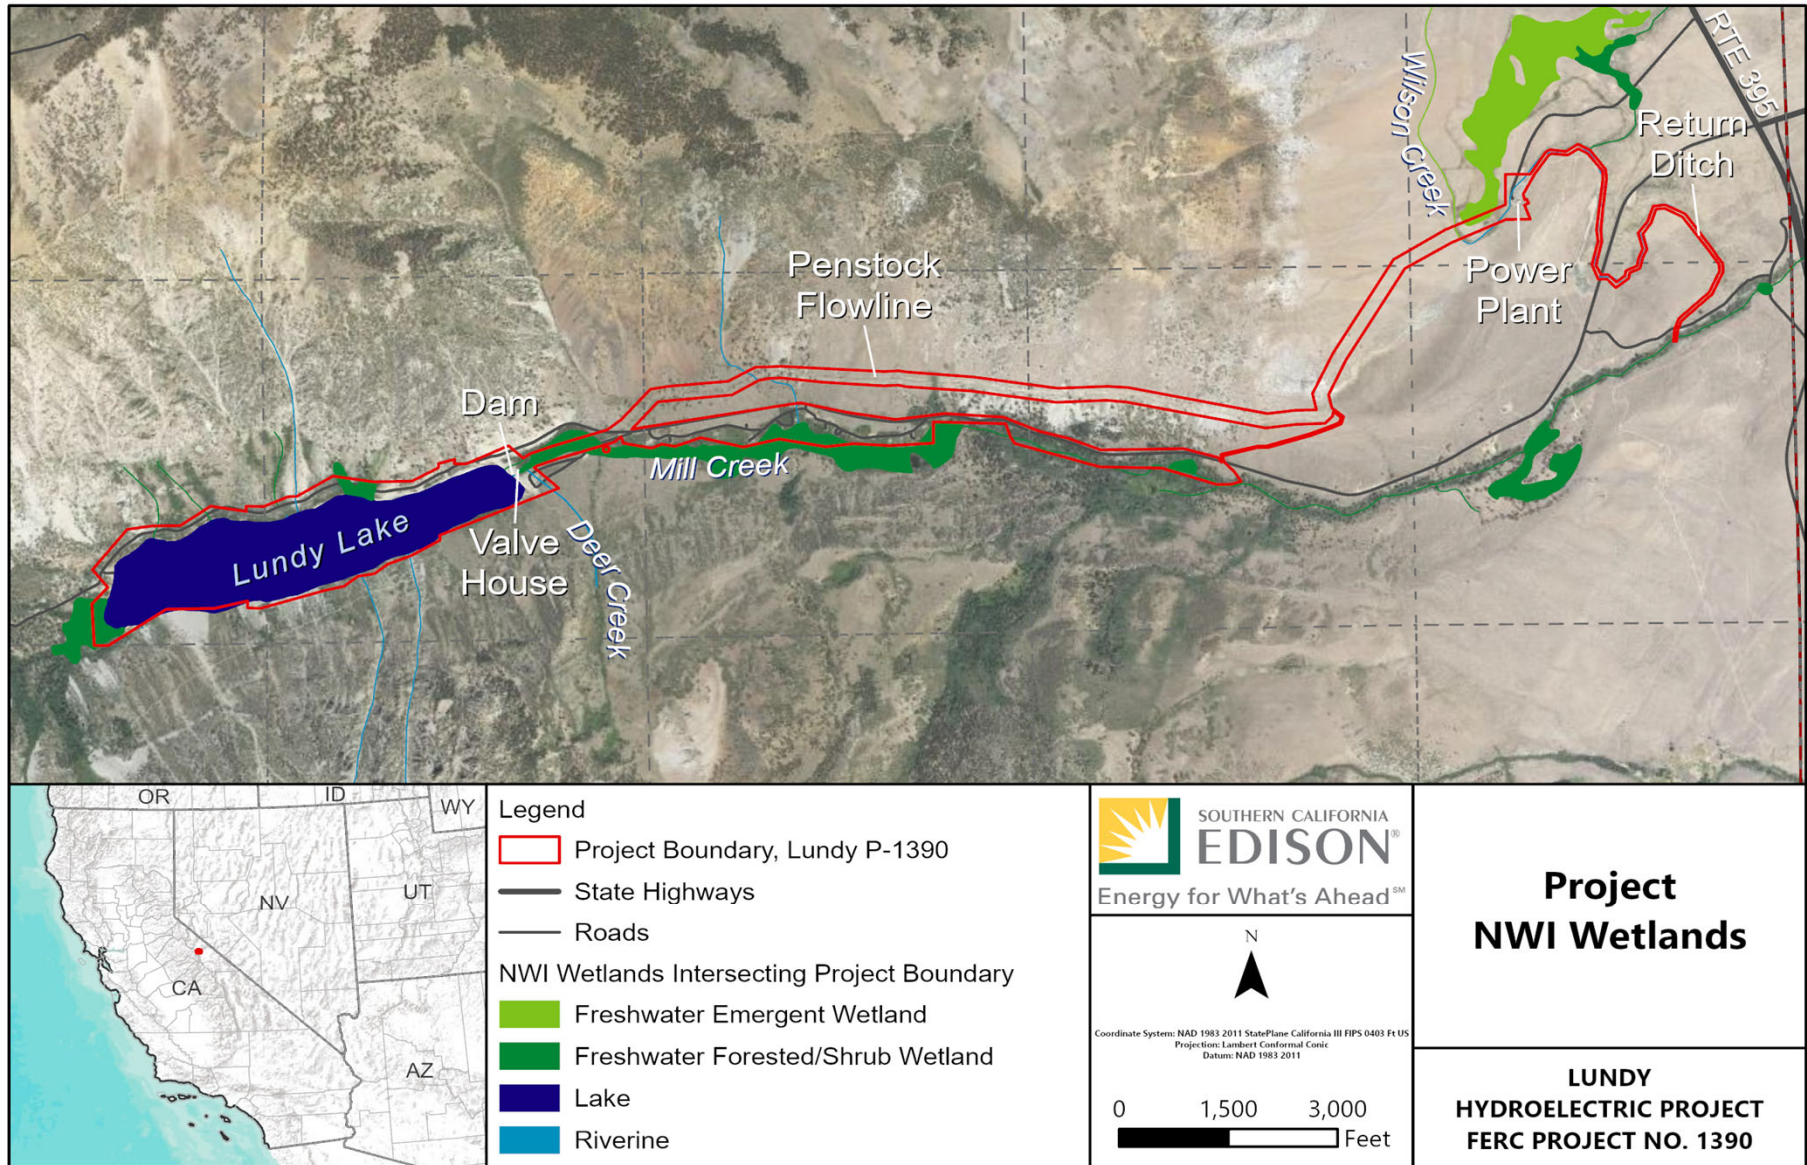 RTE 395
Wilson Creek
Return
Ditch
Penstock
Flowline
Power
Plant
Dam
Mill Creek
Lundy Lake
Valve
House
Deer Creek
OR
ID
WY
NV
UT
CA
AZ
Legend
Project Boundary, Lundy P-1390
State Highways
Roads
NWI Wetlands Intersecting Project Boundary
Freshwater Emergent Wetland
Freshwater Forested/Shrub Wetland
Lake
Riverine
SOUTHERN CALIFORNIA
EDISON®
Energy for What's Ahead℠
N
Coordinate System: NAD 1983 2011 StatePlane California III FIPS 0403 Ft US
Projection: Lambert Conformal Conic
Datum: NAD 1983 2011
0 1,500 3,000
Feet
Project
NWI Wetlands
LUNDY
HYDROELECTRIC PROJECT
FERC PROJECT NO. 1390